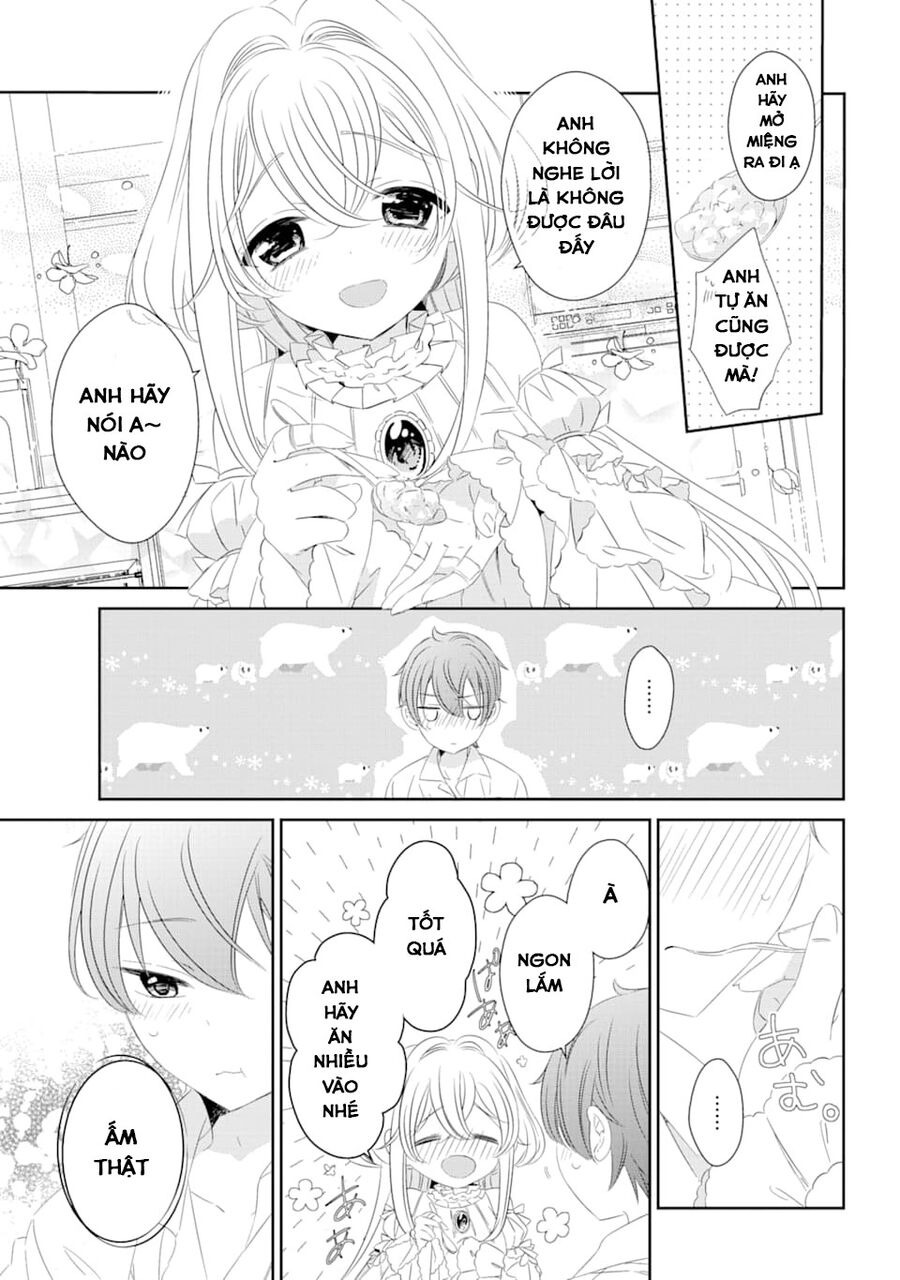 ANH
HÃY
MỞ
MIỆNG
RA ĐI Ạ
ANH
TỰ ĂN
CŨNG
ĐƯỢC
MÀ!
ANH
KHÔNG
NGHE LỜI
LÀ KHÔNG
ĐƯỢC ĐÂU
ĐẤY
ANH HÃY
NÓI A~
NÀO
......
......
あむ。
À
NGON
LẮM
TỐT
QUÁ
ANH
HÃY
ĂN
NHIỀU
VÀO
NHÉ
ẤM
THẬT